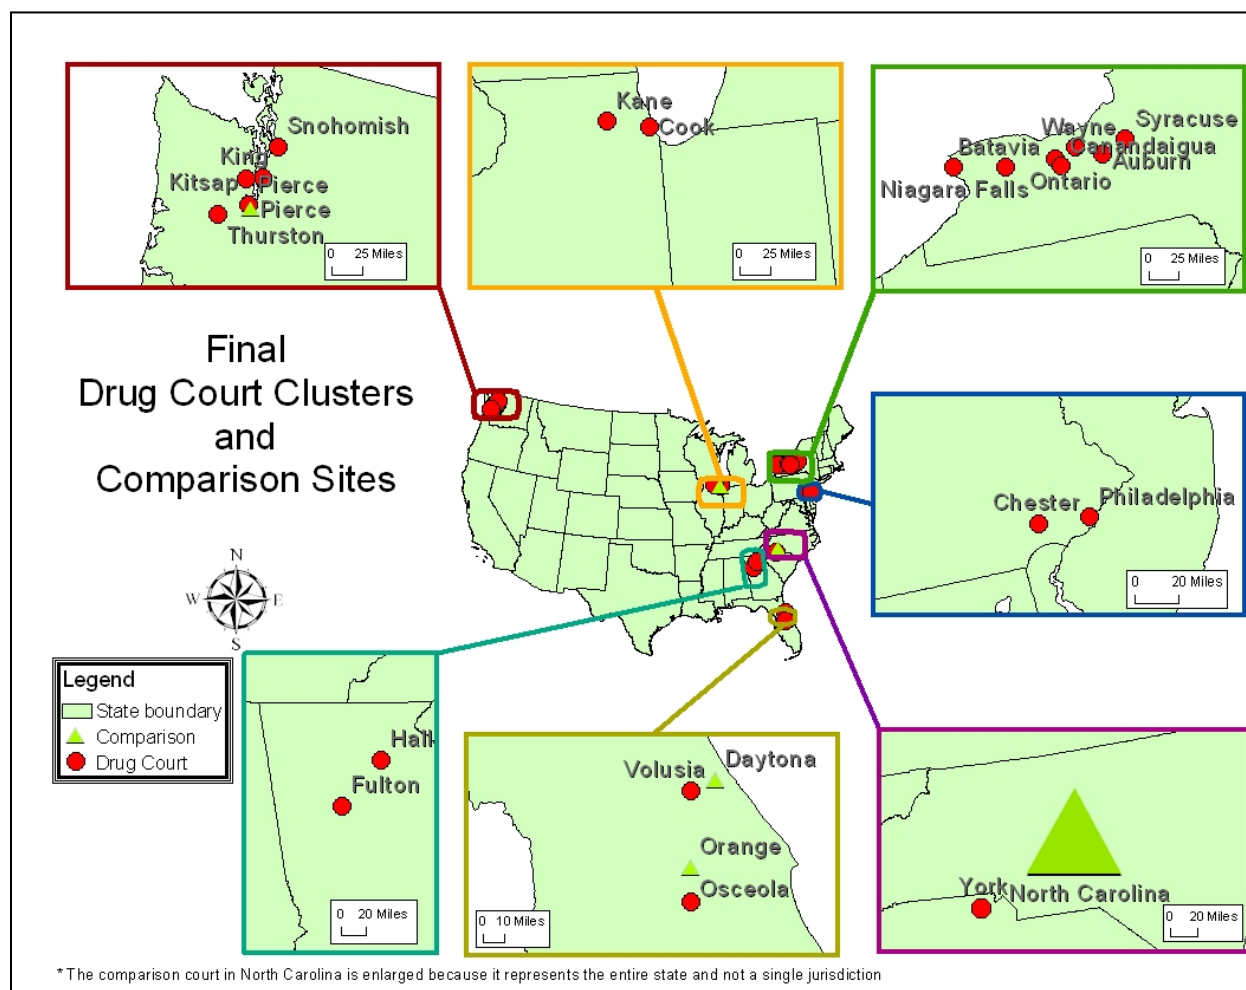 Snohomish
King
Kitsap
Pierce
Pierce
Thurston
0 25 Miles
Kane
Cook
0 25 Miles
Syracuse
Wayne
Canandaigua
Batavia
Auburn
Ontario
Niagara Falls
0 25 Miles
Final
Drug Court Clusters
and
Comparison Sites
Chester
Philadelphia
0 20 Miles
N
W E
S
Legend
State boundary
Comparison
Drug Court
Hall
Fulton
0 20 Miles
Daytona
Volusia
Orange
Osceola
0 10 Miles
York
North Carolina
0 20 Miles
* The comparison court in North Carolina is enlarged because it represents the entire state and not a single jurisdiction